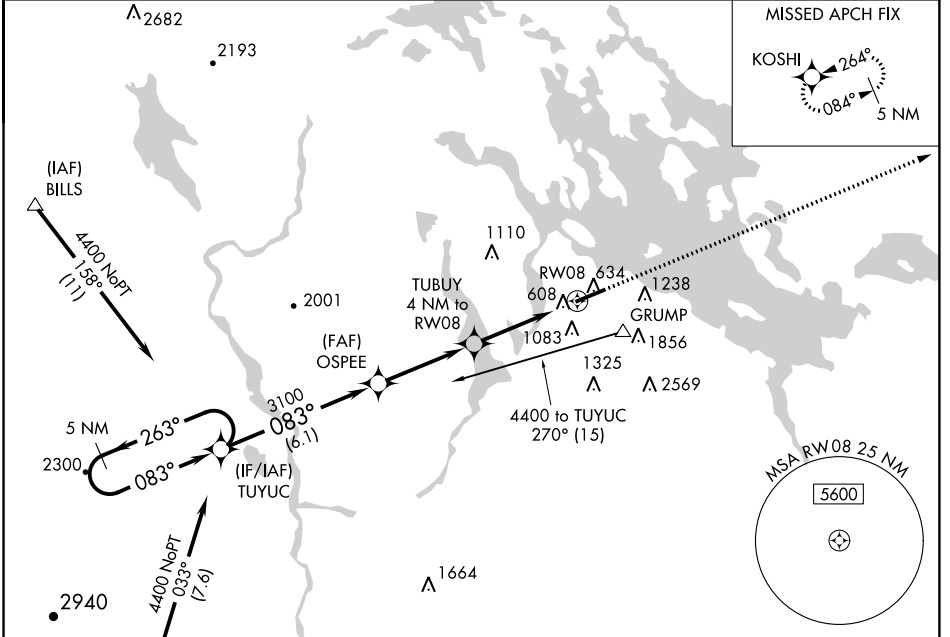 2682
2193
MISSED APCH FIX
KOSHI
264°
084°
5 NM
(IAF)
BILLS
4400 NoPT
158°
(11)
1110
RW08
634
608
1238
TUBUY
4 NM to
RW08
2001
GRUMP
1083
1856
(FAF)
OSPEE
1325
2569
3100
083°
(6.1)
4400 to TUYUC
270° (15)
5 NM
263°
2300
083°
(IF/IAF)
TUYUC
MSA RW08 25 NM
5600
4400 NoPT
033°
(7.6)
1664
2940